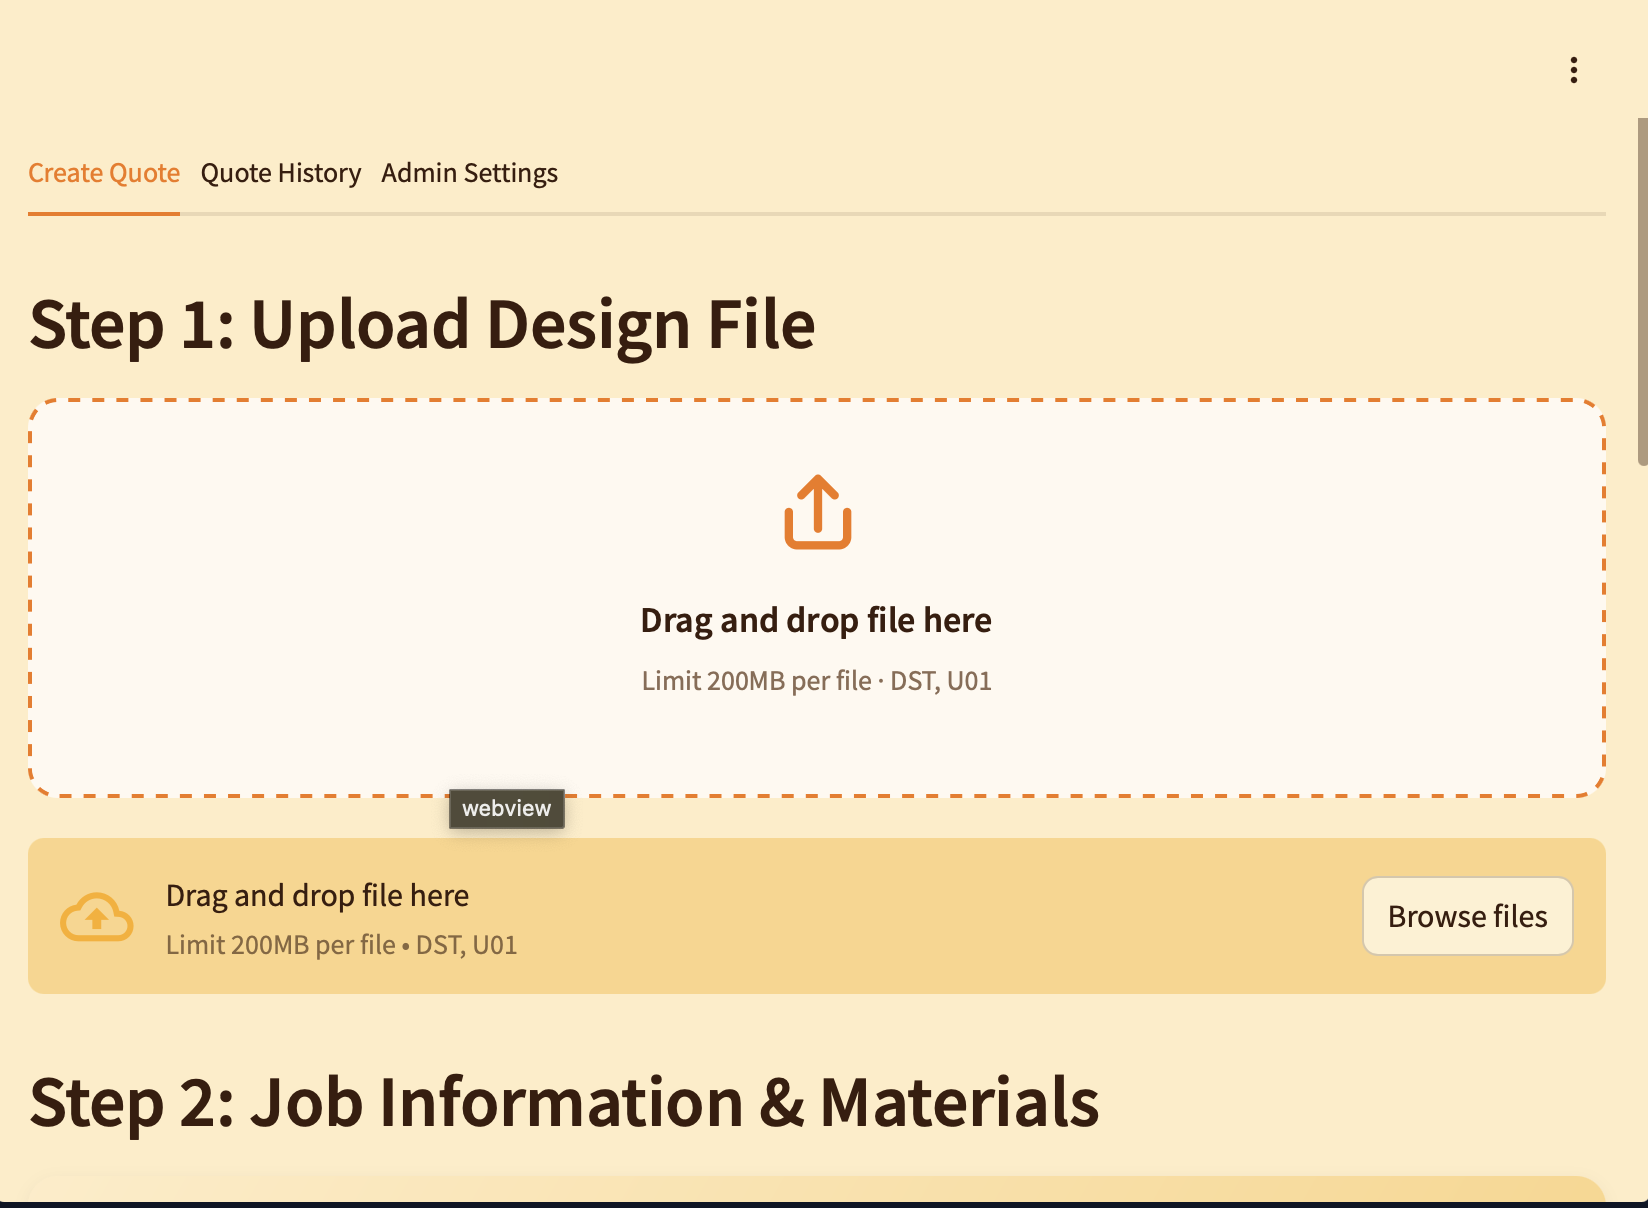 Create Quote Quote History Admin Settings
Step 1: Upload Design File
Drag and drop file here
Limit 200MB per file · DST, U01
webview
Drag and drop file here
Limit 200MB per file • DST, U01
Browse files
Step 2: Job Information & Materials